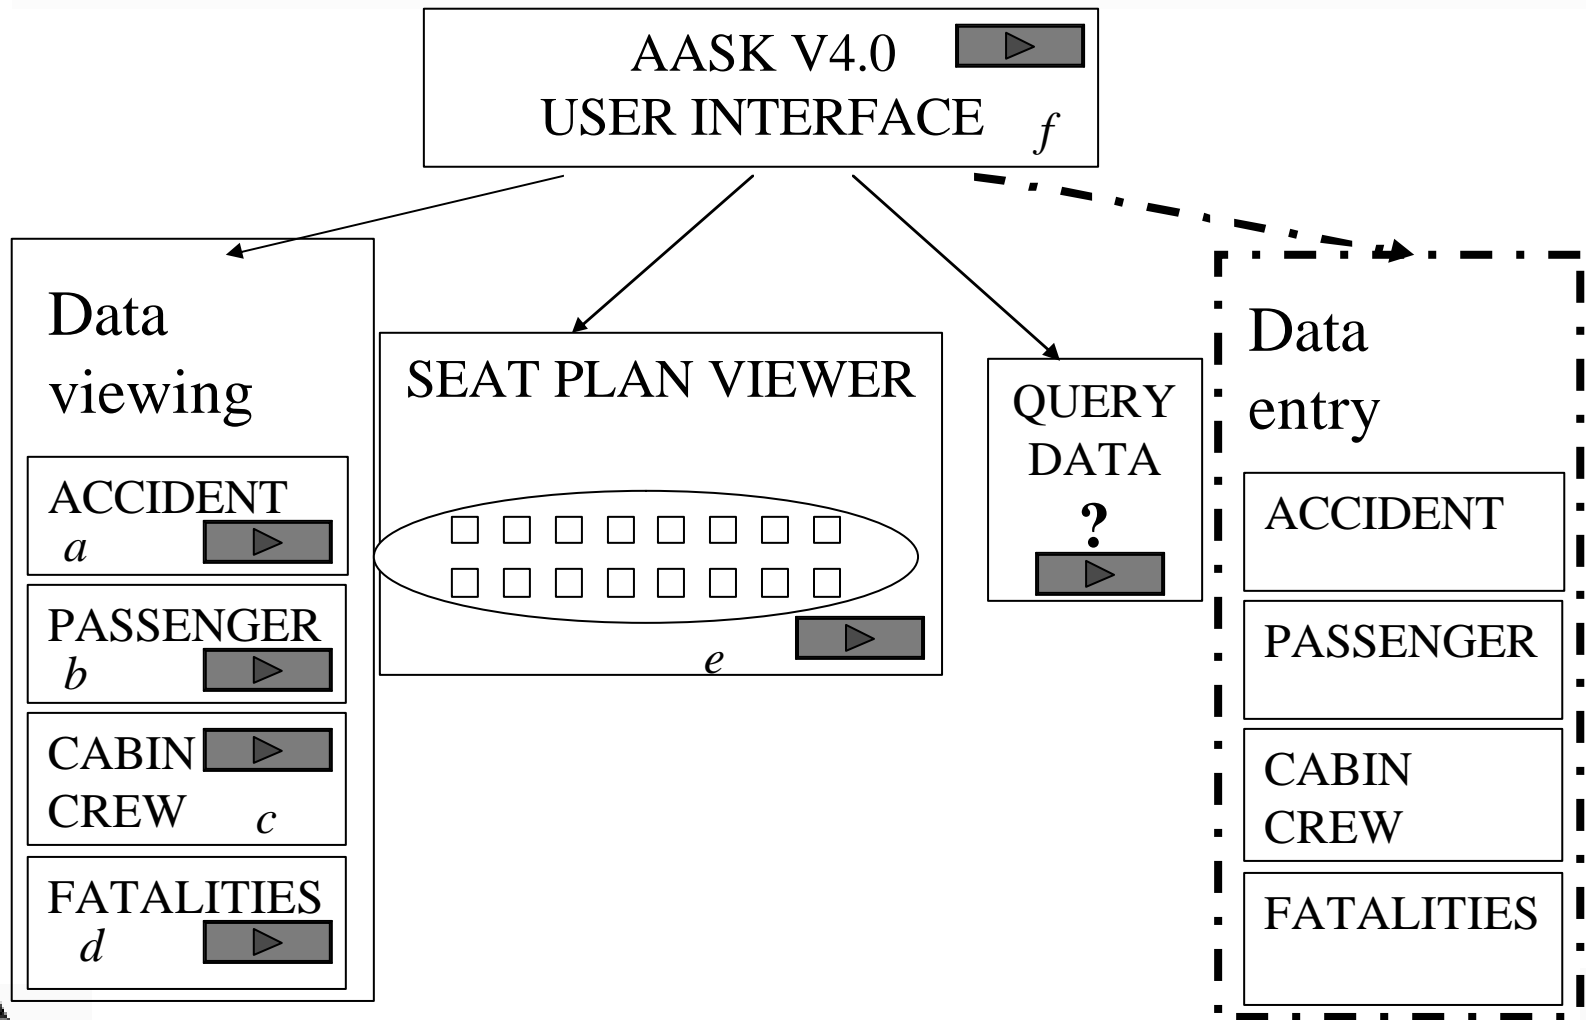 AASK V4.0
USER INTERFACE
f
Data
viewing
ACCIDENT
a
PASSENGER
b
CABIN
CREW c
FATALITIES
d
SEAT PLAN VIEWER
e
QUERY
DATA
?
Data
entry
ACCIDENT
PASSENGER
CABIN
CREW
FATALITIES